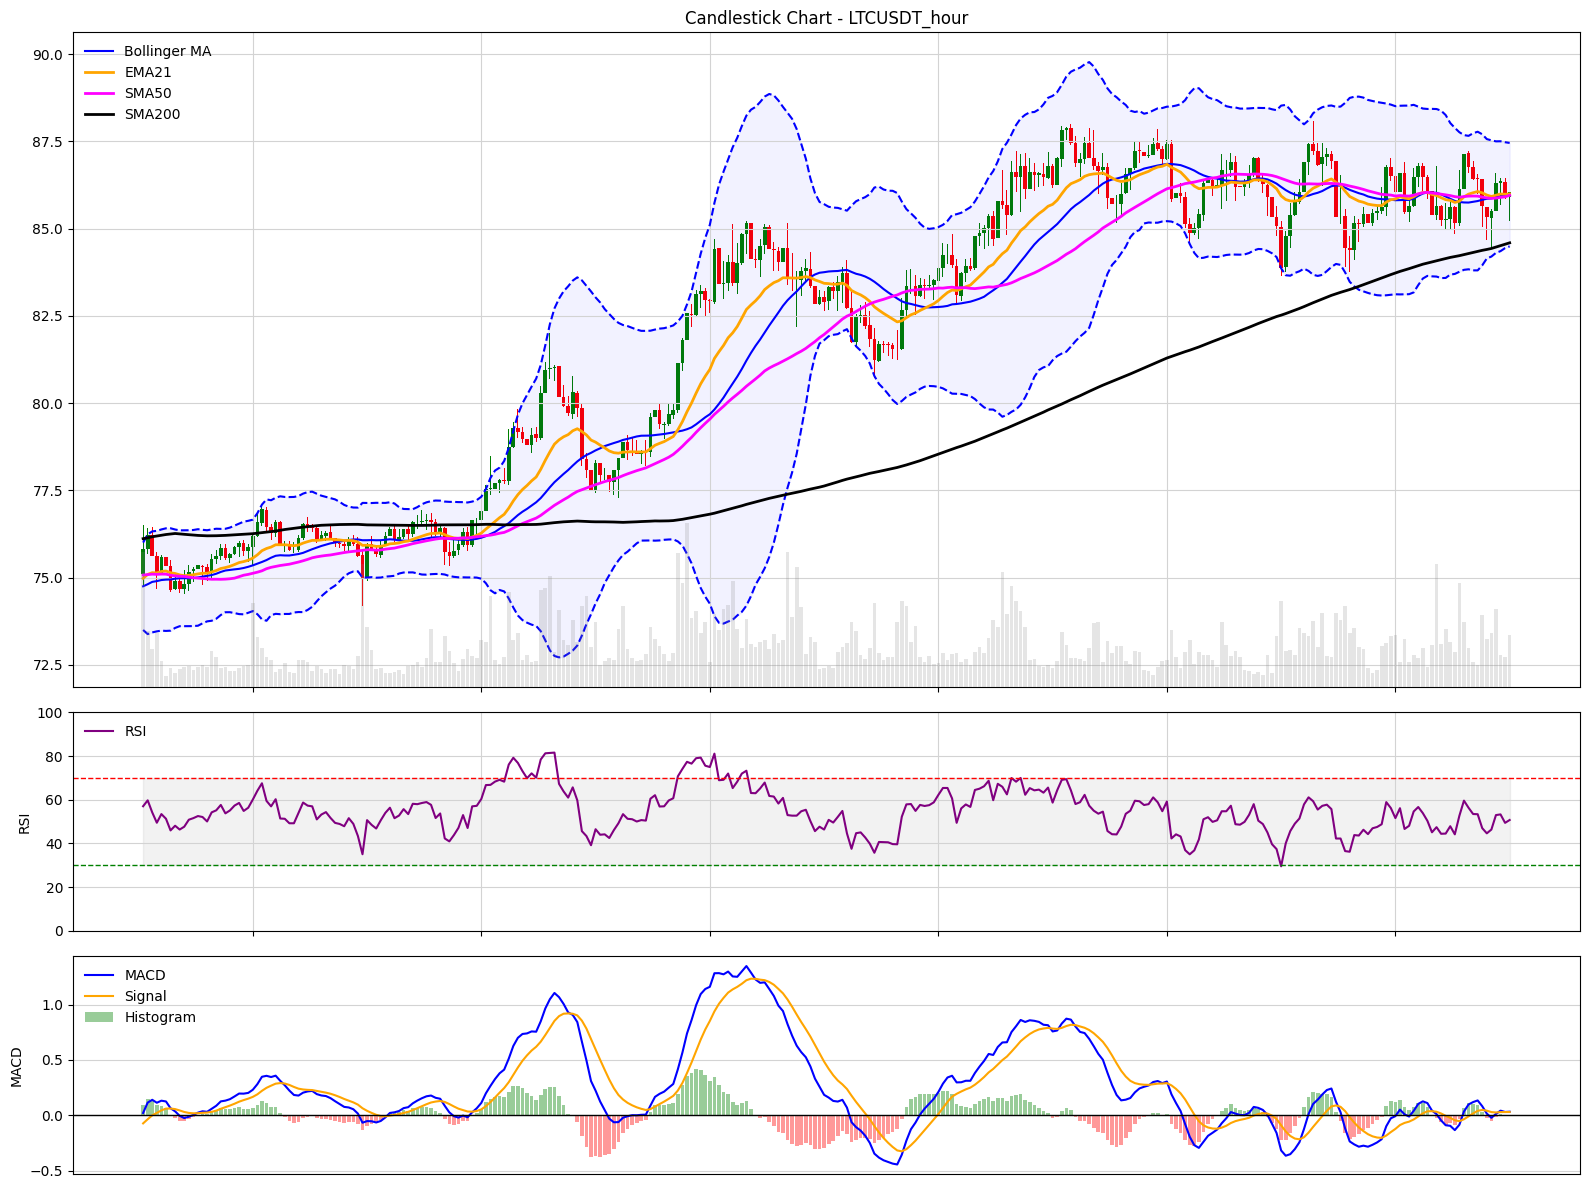 Candlestick Chart - LTCUSDT_hour
Bollinger MA
EMA21
SMA50
SMA200
90.0
87.5
85.0
82.5
80.0
77.5
75.0
72.5
RSI
100
80
60
40
20
0
RSI
MACD
Signal
Histogram
1.0
0.5
0.0
−0.5
MACD